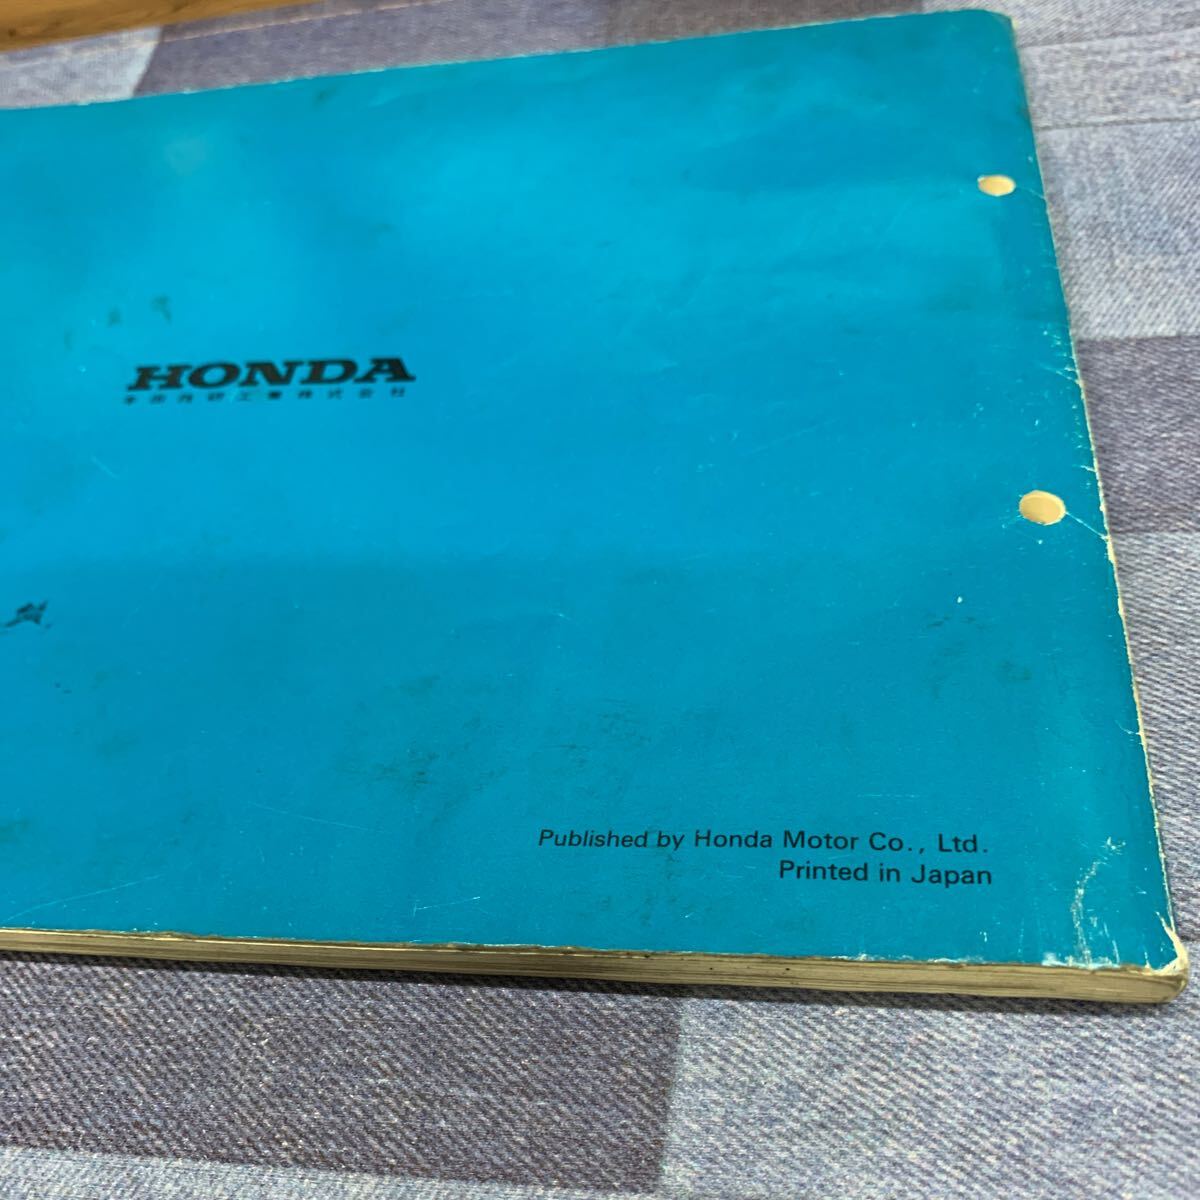 HONDA
本田技研工業株式会社
Published by Honda Motor Co., Ltd.
Printed in Japan